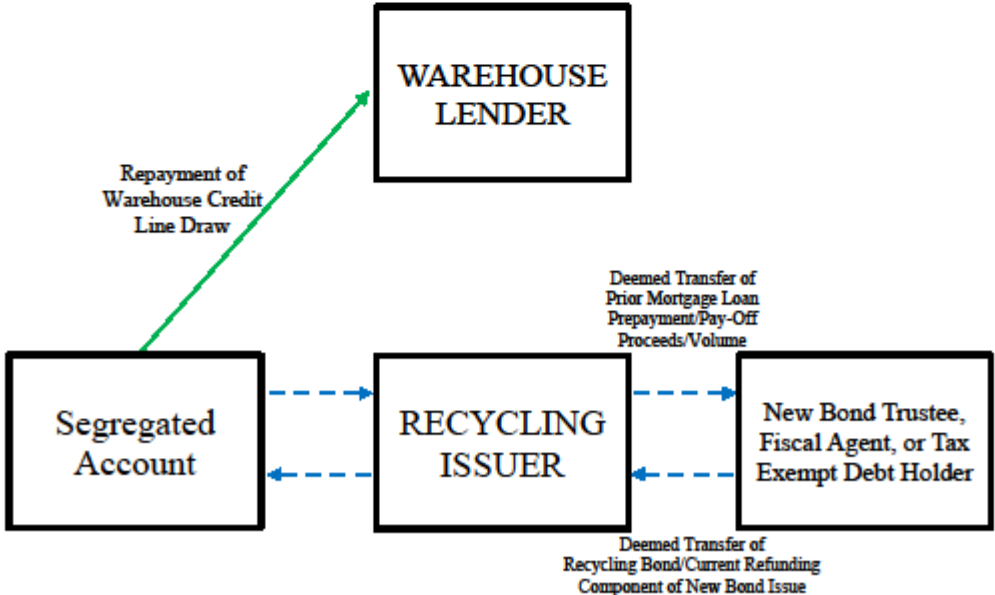 WAREHOUSE
LENDER
Repayment of
Warehouse Credit
Line Draw
Deemed Transfer of
Prior Mortgage Loan
Prepayment/Pay-Off
Proceeds/Volume
Segregated
Account
RECYCLING
ISSUER
New Bond Trustee,
Fiscal Agent, or Tax
Exempt Debt Holder
Deemed Transfer of
Recycling Bond/Current Refunding
Component of New Bond Issue